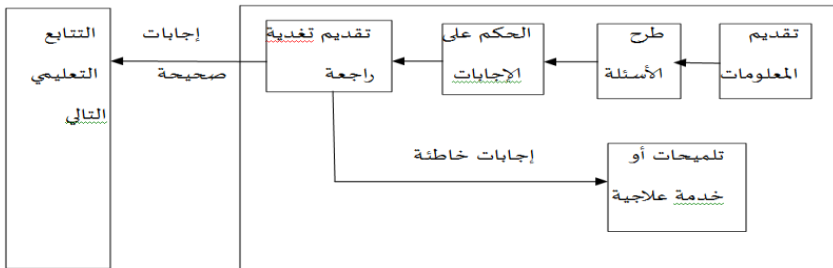 تقديم
المعلومات
طرح
الأسئلة
الحكم على
الإجابات
تقديم تغدية
راجعة
إجابات
صحيحة
التتابع
التعليمي
التالي
إجابات خاطئة
تلميحات أو
خدمة علاجية